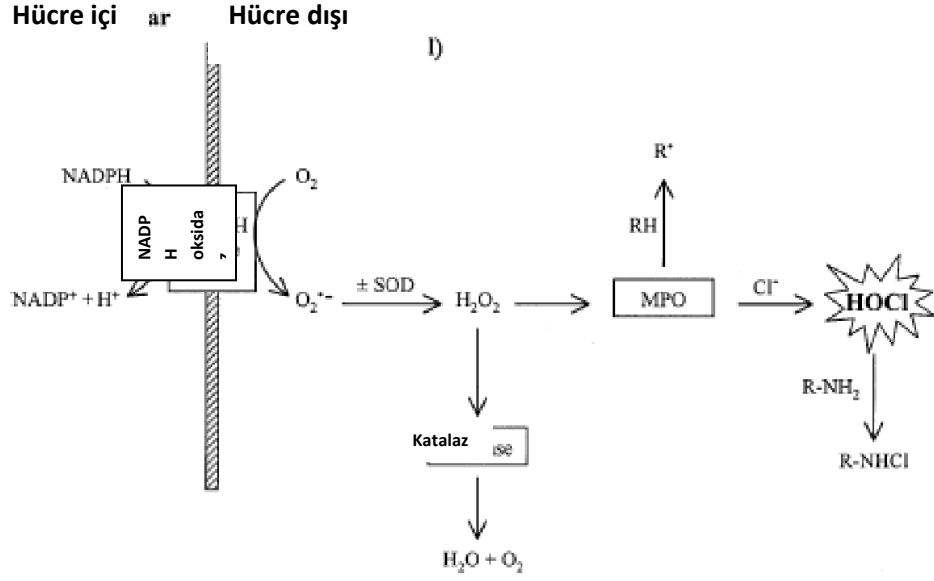 Hücre içi ar Hücre dışı
I)
R⁺
NADPH
O₂
NADP
H
oksida
H
RH
NADP⁺ + H⁺
O₂⁺⁻
± SOD
H₂O₂
MPO
Cl⁻
HOCl
R-NH₂
Katalaz
ise
R-NHCl
H₂O + O₂